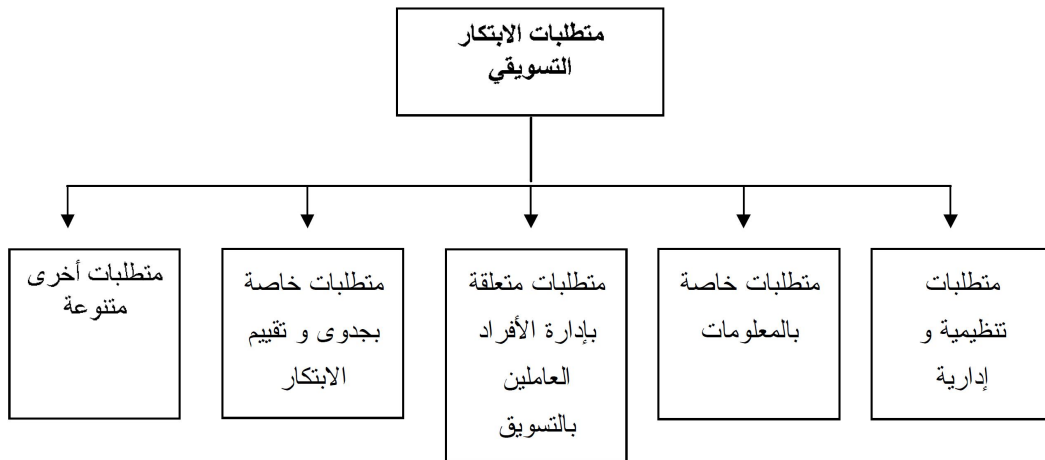 متطلبات الابتكار
التسويقي
متطلبات
تنظيمية و
إدارية
متطلبات خاصة
بالمعلومات
متطلبات متعلقة
بإدارة الأفراد
العاملين
بالتسويق
متطلبات خاصة
بجدوى و تقييم
الابتكار
متطلبات أخرى
متنوعة